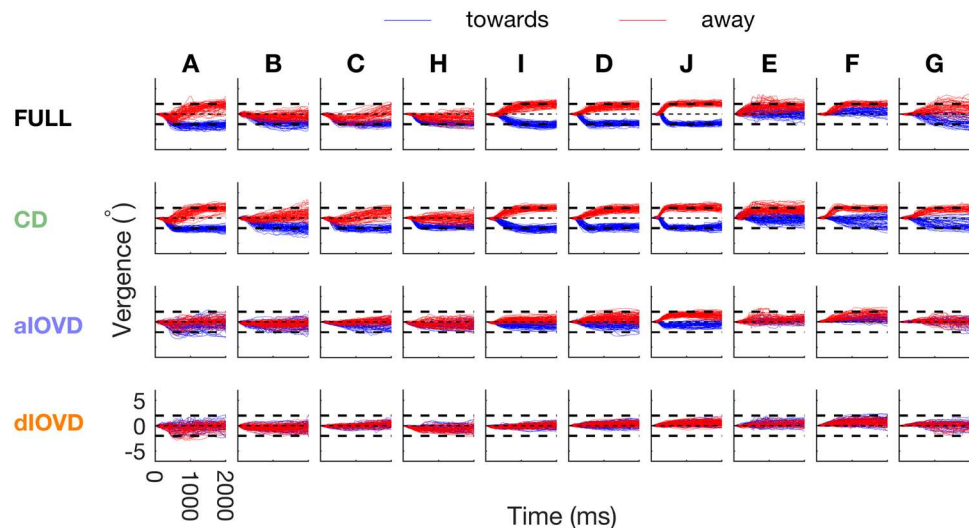 towards away
A B C H I D J E F G
FULL
CD
aIOVD
dIOVD
Vergence (°)
5
0
-5
0 1000 2000
Time (ms)